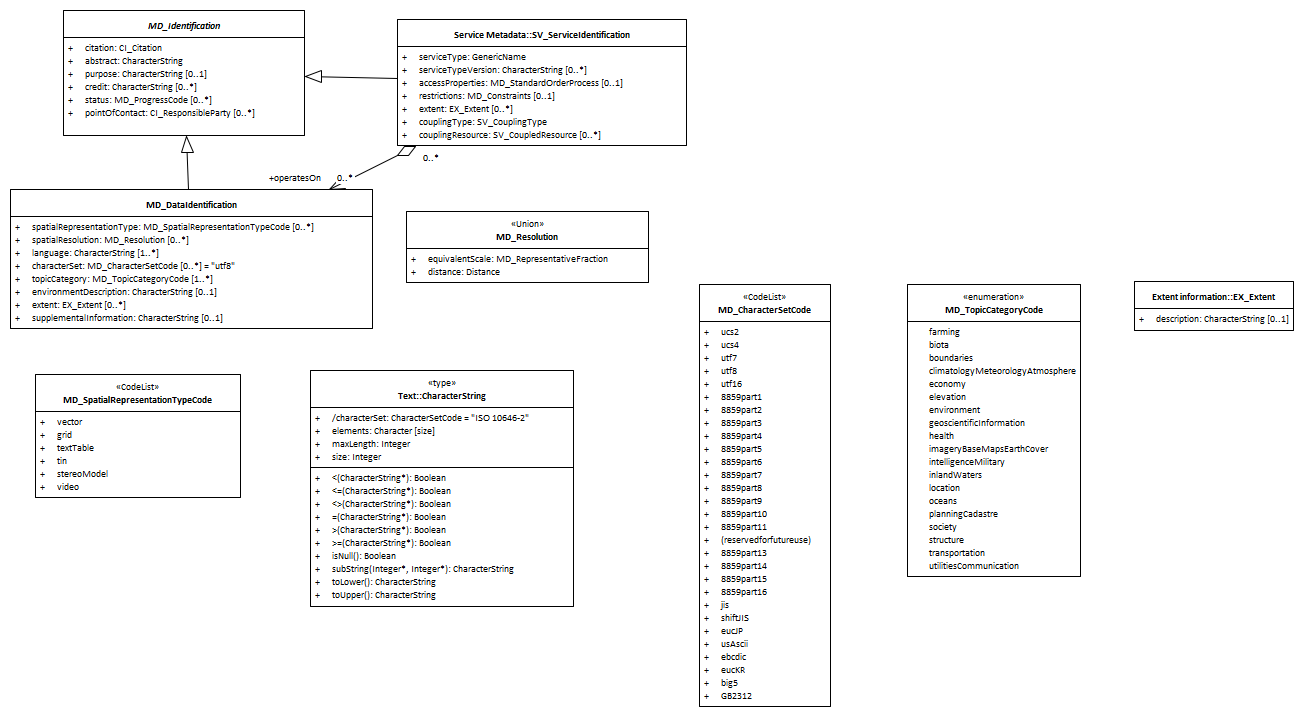 MD_Identification
+ citation: CI_Citation
+ abstract: CharacterString
+ purpose: CharacterString [0..1]
+ credit: CharacterString [0..*]
+ status: MD_ProgressCode [0..*]
+ pointOfContact: CI_ResponsibleParty [0..*]
Service Metadata::SV_ServiceIdentification
+ serviceType: GenericName
+ serviceTypeVersion: CharacterString [0..*]
+ accessProperties: MD_StandardOrderProcess [0..1]
+ restrictions: MD_Constraints [0..1]
+ extent: EX_Extent [0..*]
+ couplingType: SV_CouplingType
+ couplingResource: SV_CoupledResource [0..*]
0..*
+operatesOn 0..*
MD_DataIdentification
+ spatialRepresentationType: MD_SpatialRepresentationTypeCode [0..*]
+ spatialResolution: MD_Resolution [0..*]
+ language: CharacterString [1..*]
+ characterSet: MD_CharacterSetCode [0..*] = "utf8"
+ topicCategory: MD_TopicCategoryCode [1..*]
+ environmentDescription: CharacterString [0..1]
+ extent: EX_Extent [0..*]
+ supplementalInformation: CharacterString [0..1]
«Union»
MD_Resolution
+ equivalentScale: MD_RepresentativeFraction
+ distance: Distance
«CodeList»
MD_SpatialRepresentationTypeCode
+ vector
+ grid
+ textTable
+ tin
+ stereoModel
+ video
«type»
Text::CharacterString
+ /characterSet: CharacterSetCode = "ISO 10646-2"
+ elements: Character [size]
+ maxLength: Integer
+ size: Integer
+ <(CharacterString*): Boolean
+ <=(CharacterString*): Boolean
+ <>(CharacterString*): Boolean
+ =(CharacterString*): Boolean
+ >(CharacterString*): Boolean
+ >=(CharacterString*): Boolean
+ isNull(): Boolean
+ subString(Integer*, Integer*): CharacterString
+ toLower(): CharacterString
+ toUpper(): CharacterString
«CodeList»
MD_CharacterSetCode
+ ucs2
+ ucs4
+ utf7
+ utf8
+ utf16
+ 8859part1
+ 8859part2
+ 8859part3
+ 8859part4
+ 8859part5
+ 8859part6
+ 8859part7
+ 8859part8
+ 8859part9
+ 8859part10
+ 8859part11
+ (reservedforfutureuse)
+ 8859part13
+ 8859part14
+ 8859part15
+ 8859part16
+ jis
+ shiftJIS
+ eucJP
+ usAscii
+ ebcdic
+ eucKR
+ big5
+ GB2312
«enumeration»
MD_TopicCategoryCode
farming
biota
boundaries
climatologyMeteorologyAtmosphere
economy
elevation
environment
geoscientificInformation
health
imageryBaseMapsEarthCover
intelligenceMilitary
inlandWaters
location
oceans
planningCadastre
society
structure
transportation
utilitiesCommunication
Extent information::EX_Extent
+ description: CharacterString [0..1]